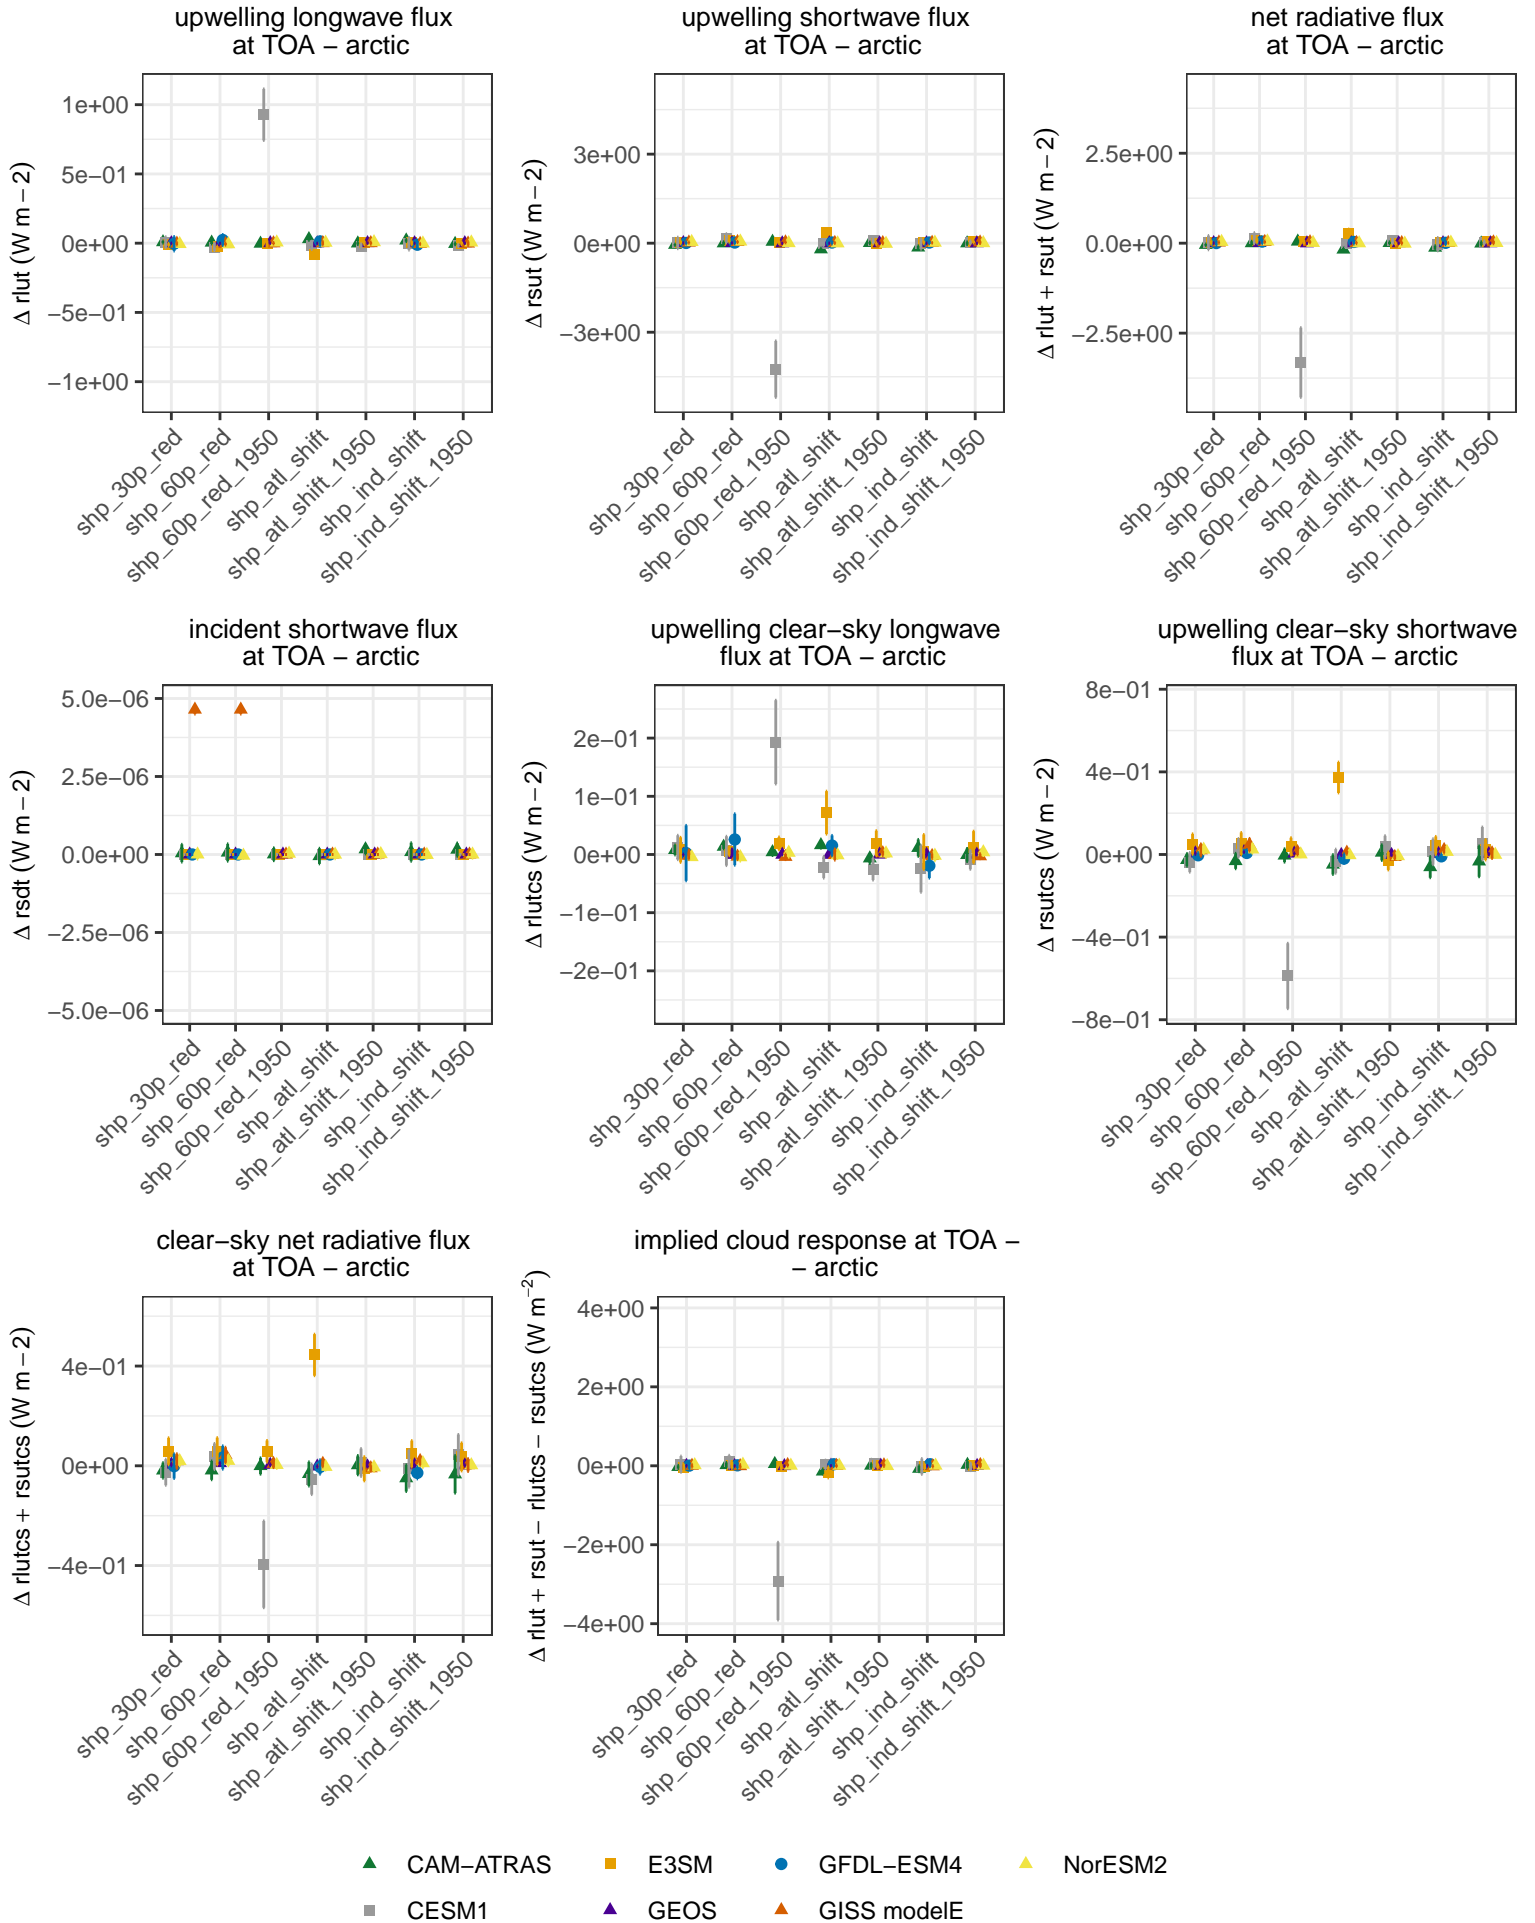 upwelling longwave flux
at TOA − arctic
Δ rlut (W m − 2)
1e+00
5e−01
0e+00
−5e−01
−1e+00
shp_30p_red
shp_60p_red
shp_60p_red_1950
shp_atl_shift
shp_atl_shift_1950
shp_ind_shift
shp_ind_shift_1950
upwelling shortwave flux
at TOA − arctic
Δ rsut (W m − 2)
3e+00
0e+00
−3e+00
shp_30p_red
shp_60p_red
shp_60p_red_1950
shp_atl_shift
shp_atl_shift_1950
shp_ind_shift
shp_ind_shift_1950
net radiative flux
at TOA − arctic
Δ rlut + rsut (W m − 2)
2.5e+00
0.0e+00
−2.5e+00
shp_30p_red
shp_60p_red
shp_60p_red_1950
shp_atl_shift
shp_atl_shift_1950
shp_ind_shift
shp_ind_shift_1950
incident shortwave flux
at TOA − arctic
Δ rsdt (W m − 2)
5.0e−06
2.5e−06
0.0e+00
−2.5e−06
−5.0e−06
shp_30p_red
shp_60p_red
shp_60p_red_1950
shp_atl_shift
shp_atl_shift_1950
shp_ind_shift
shp_ind_shift_1950
upwelling clear−sky longwave
flux at TOA − arctic
Δ rlutcs (W m − 2)
2e−01
1e−01
0e+00
−1e−01
−2e−01
shp_30p_red
shp_60p_red
shp_60p_red_1950
shp_atl_shift
shp_atl_shift_1950
shp_ind_shift
shp_ind_shift_1950
upwelling clear−sky shortwave
flux at TOA − arctic
Δ rsutcs (W m − 2)
8e−01
4e−01
0e+00
−4e−01
−8e−01
shp_30p_red
shp_60p_red
shp_60p_red_1950
shp_atl_shift
shp_atl_shift_1950
shp_ind_shift
shp_ind_shift_1950
clear−sky net radiative flux
at TOA − arctic
Δ rlutcs + rsutcs (W m − 2)
4e−01
0e+00
−4e−01
shp_30p_red
shp_60p_red
shp_60p_red_1950
shp_atl_shift
shp_atl_shift_1950
shp_ind_shift
shp_ind_shift_1950
implied cloud response at TOA −
− arctic
Δ rlut + rsut − rlutcs − rsutcs (W m⁻²)
4e+00
2e+00
0e+00
−2e+00
−4e+00
shp_30p_red
shp_60p_red
shp_60p_red_1950
shp_atl_shift
shp_atl_shift_1950
shp_ind_shift
shp_ind_shift_1950
CAM−ATRAS E3SM GFDL−ESM4 NorESM2
CESM1 GEOS GISS modelE